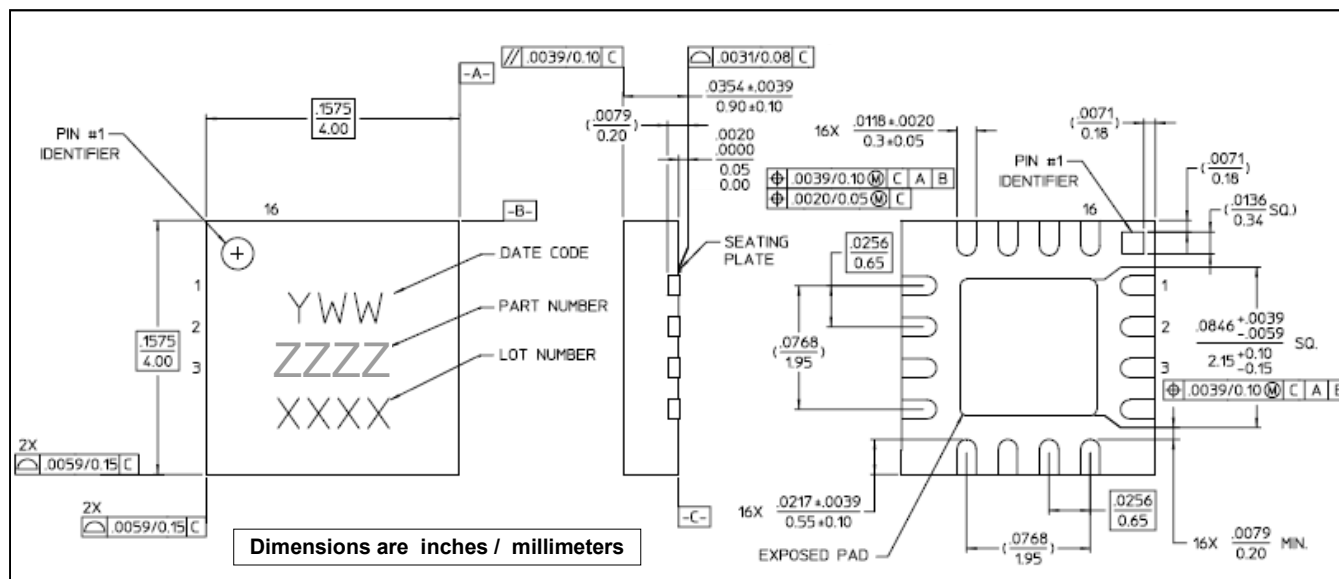 // .0039/0.10 C
⌓ .0031/0.08 C
-A-
.1575
4.00
PIN #1
IDENTIFIER
16
-B-
DATE CODE
YWW
PART NUMBER
ZZZZ
LOT NUMBER
XXXX
1
2
3
.1575
4.00
2X
⌓ .0059/0.15 C
2X
⌓ .0059/0.15 C
Dimensions are inches / millimeters
.0354±.0039
0.90±0.10
(.0079
0.20)
.0020
.0000
0.05
0.00
SEATING
PLATE
-C-
16X .0118±.0020
0.3±0.05
⌖ .0039/0.10 Ⓜ C A B
⌖ .0020/0.05 Ⓜ C
(.0071
0.18)
PIN #1
IDENTIFIER
16
(.0071
0.18)
(.0136
0.34 SQ.)
.0256
0.65
(.0768
1.95)
1
2
3
.0846 +.0039
-.0059
2.15 +0.10
-0.15 SQ.
⌖ .0039/0.10 Ⓜ C A B
16X .0217±.0039
0.55±0.10
EXPOSED PAD
(.0768
1.95)
.0256
0.65
16X .0079
0.20 MIN.